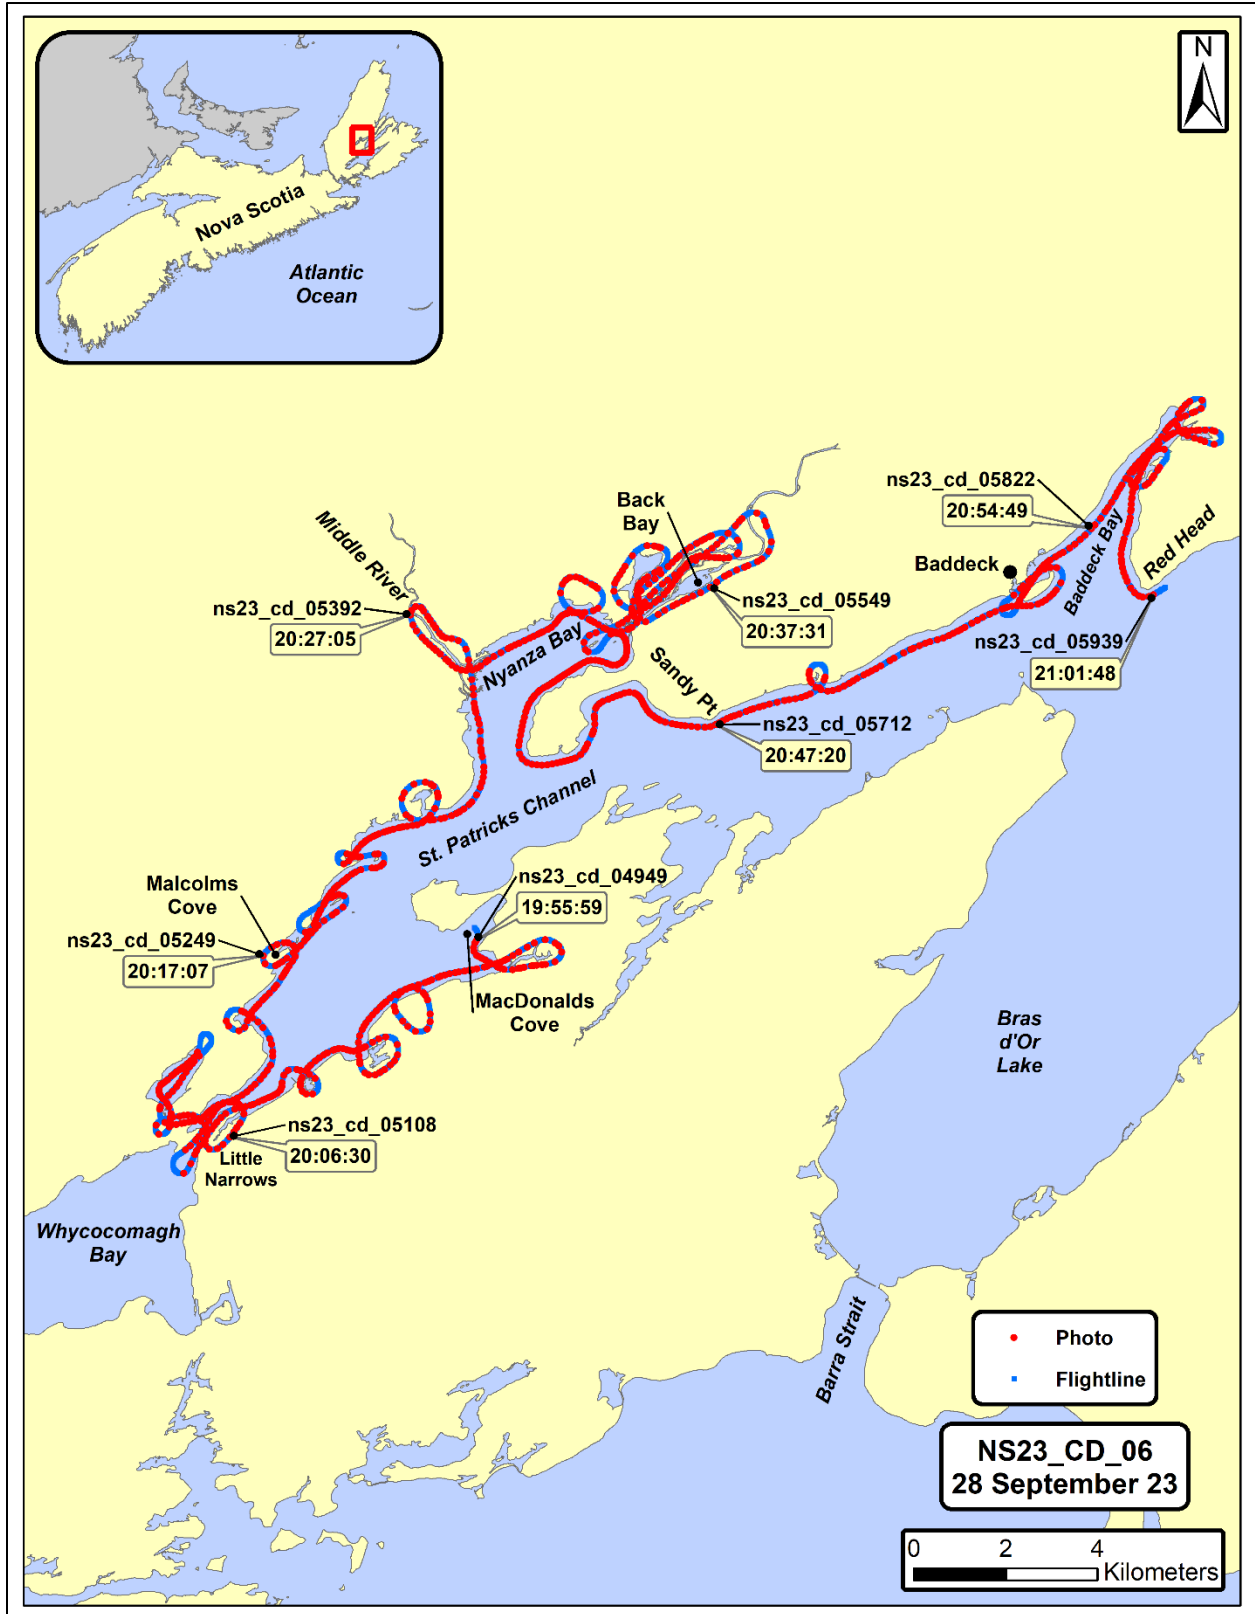 N
Nova Scotia
Atlantic
Ocean
ns23_cd_05822
20:54:49
Back
Bay
Middle River
Baddeck
Baddeck Bay
Red Head
ns23_cd_05392
20:27:05
ns23_cd_05549
20:37:31
Nyanza Bay
Sandy Pt
ns23_cd_05939
21:01:48
ns23_cd_05712
20:47:20
St. Patricks Channel
Malcolms
Cove
ns23_cd_04949
19:55:59
ns23_cd_05249
20:17:07
MacDonalds
Cove
Bras
d'Or
Lake
ns23_cd_05108
20:06:30
Little
Narrows
Whycocomagh
Bay
Barra Strait
Photo
Flightline
NS23_CD_06
28 September 23
0 2 4
Kilometers